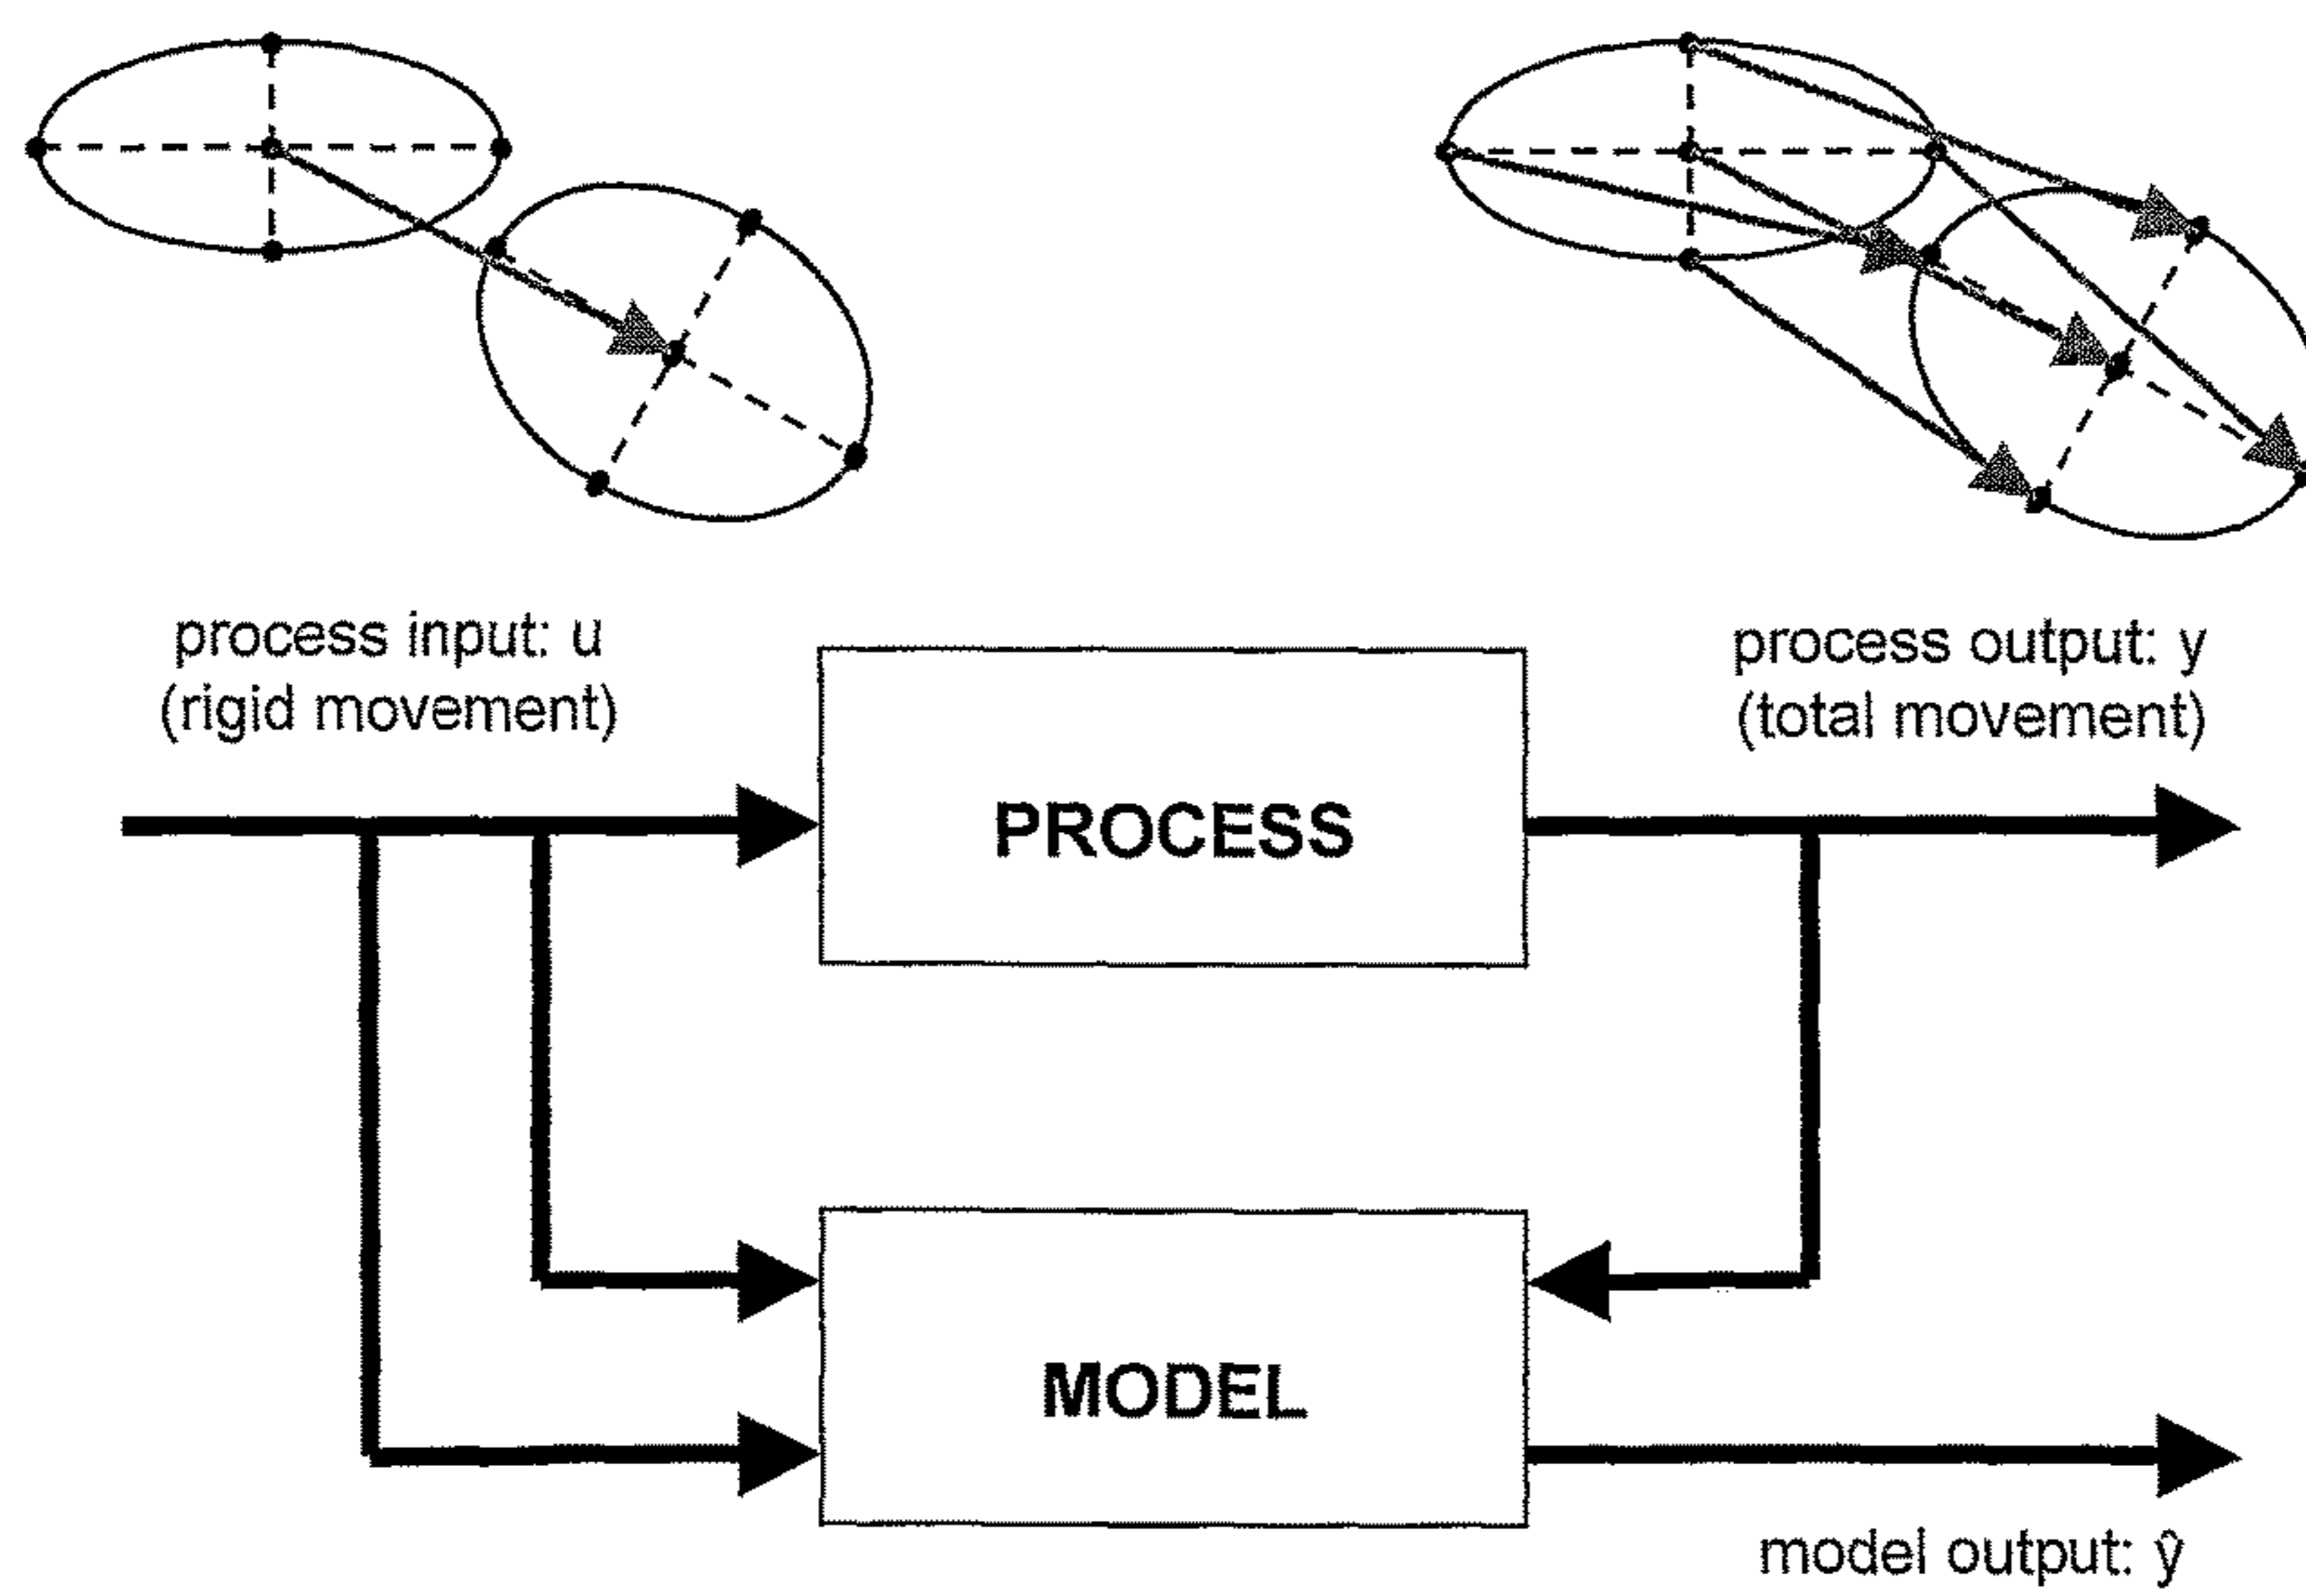 process input: u
(rigid movement)
process output: y
(total movement)
PROCESS
MODEL
model output: ŷ